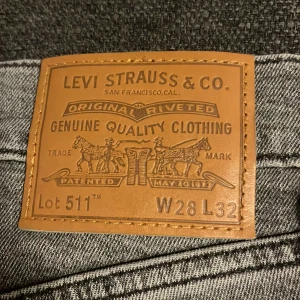 LEVI STRAUSS & CO.
SAN FRANCISCO, CAL.
ORIGINAL RIVETED
GENUINE QUALITY CLOTHING
TRADE MARK
PATENTED MAY 20 1873
Lot 511™ W28 L32